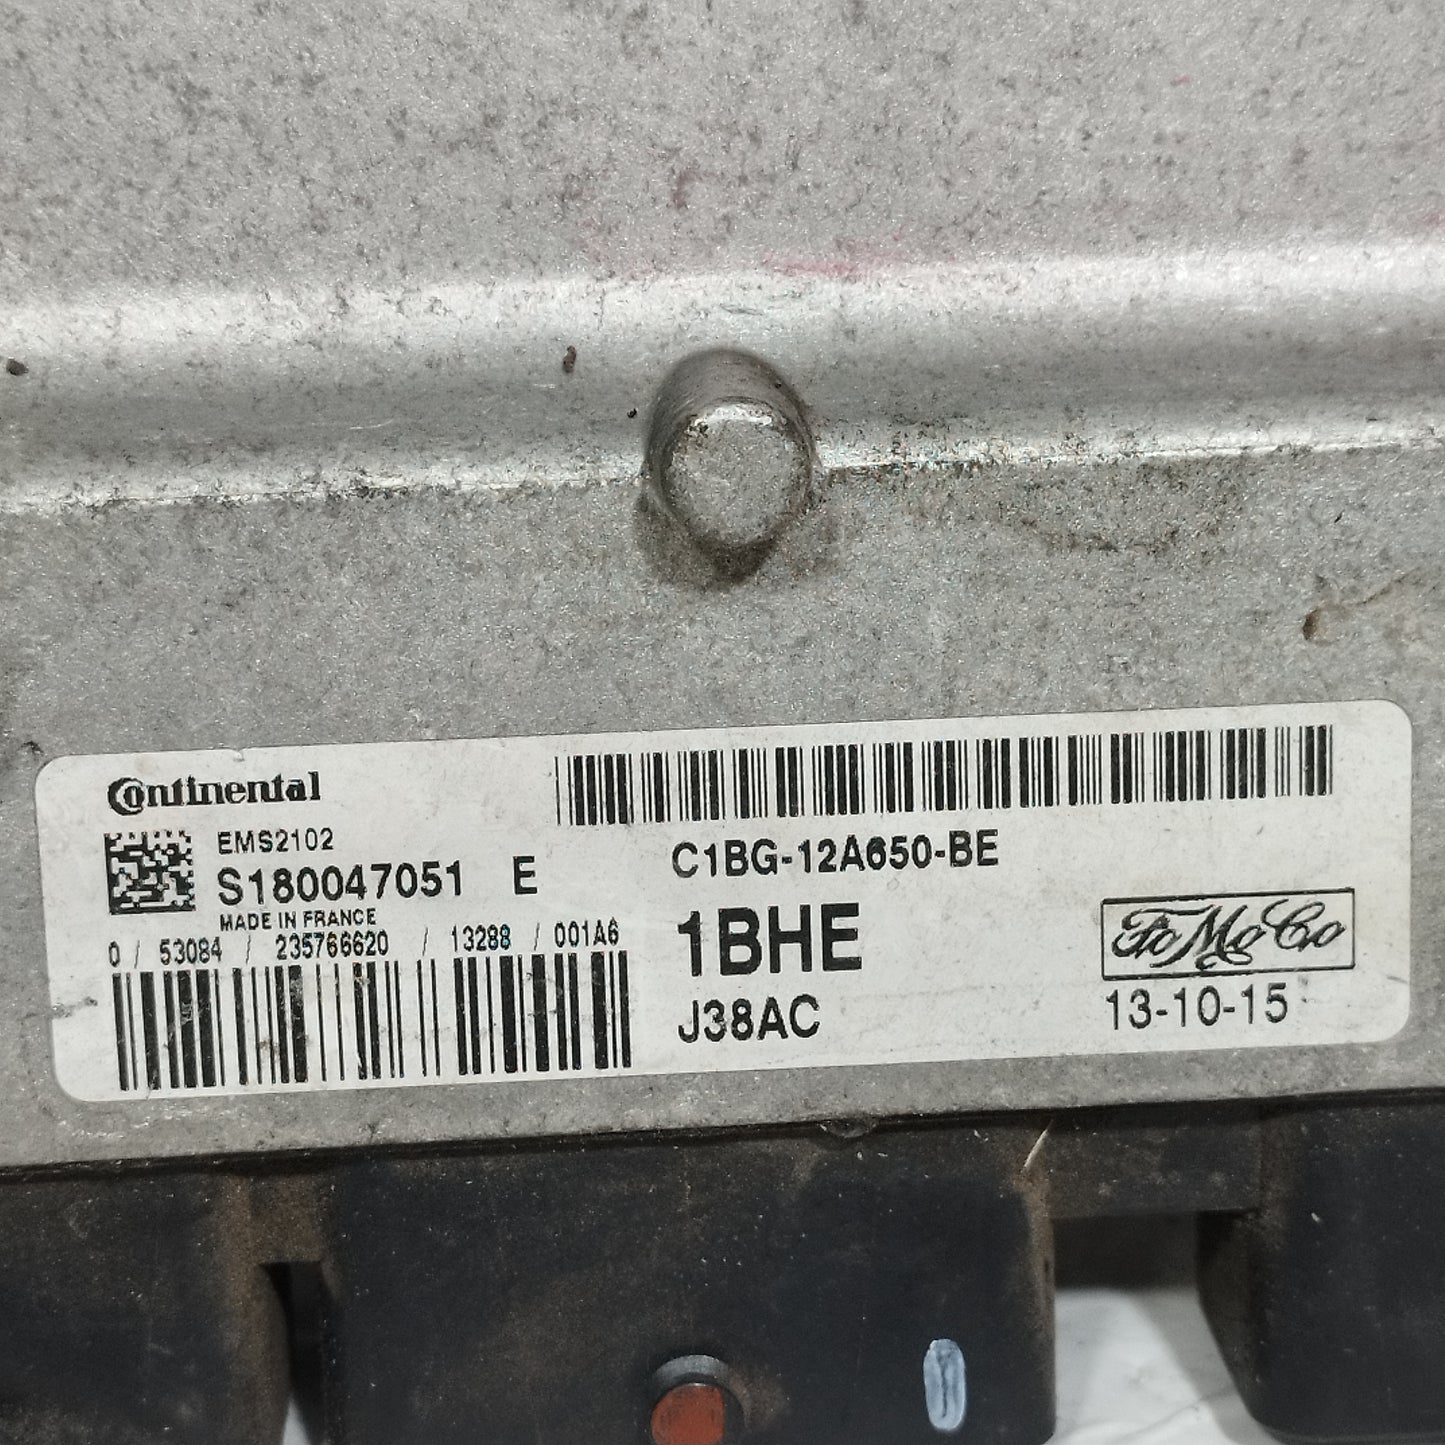 Continental
EMS2102
S180047051 E
MADE IN FRANCE
0 / 53084 / 235766620 / 13288 / 001A6
C1BG-12A650-BE
1BHE
J38AC
FoMoCo
13-10-15